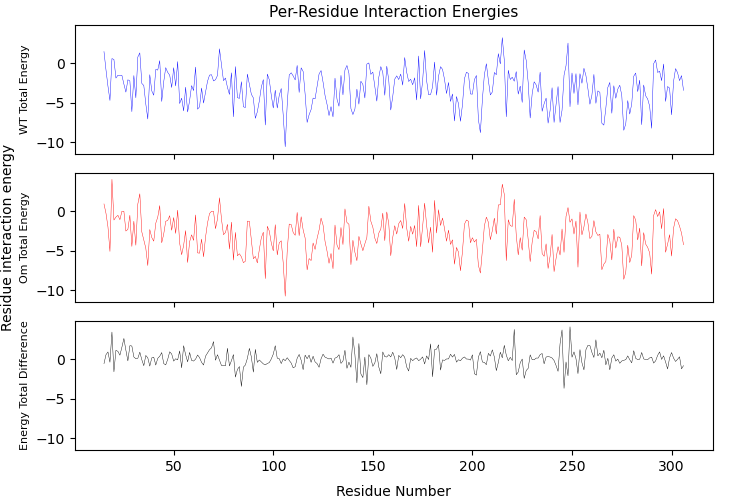 Per-Residue Interaction Energies
Residue interaction energy
WT Total Energy
0
−5
−10
Om Total Energy
0
−5
−10
Energy Total Difference
0
−5
−10
50 100 150 200 250 300
Residue Number